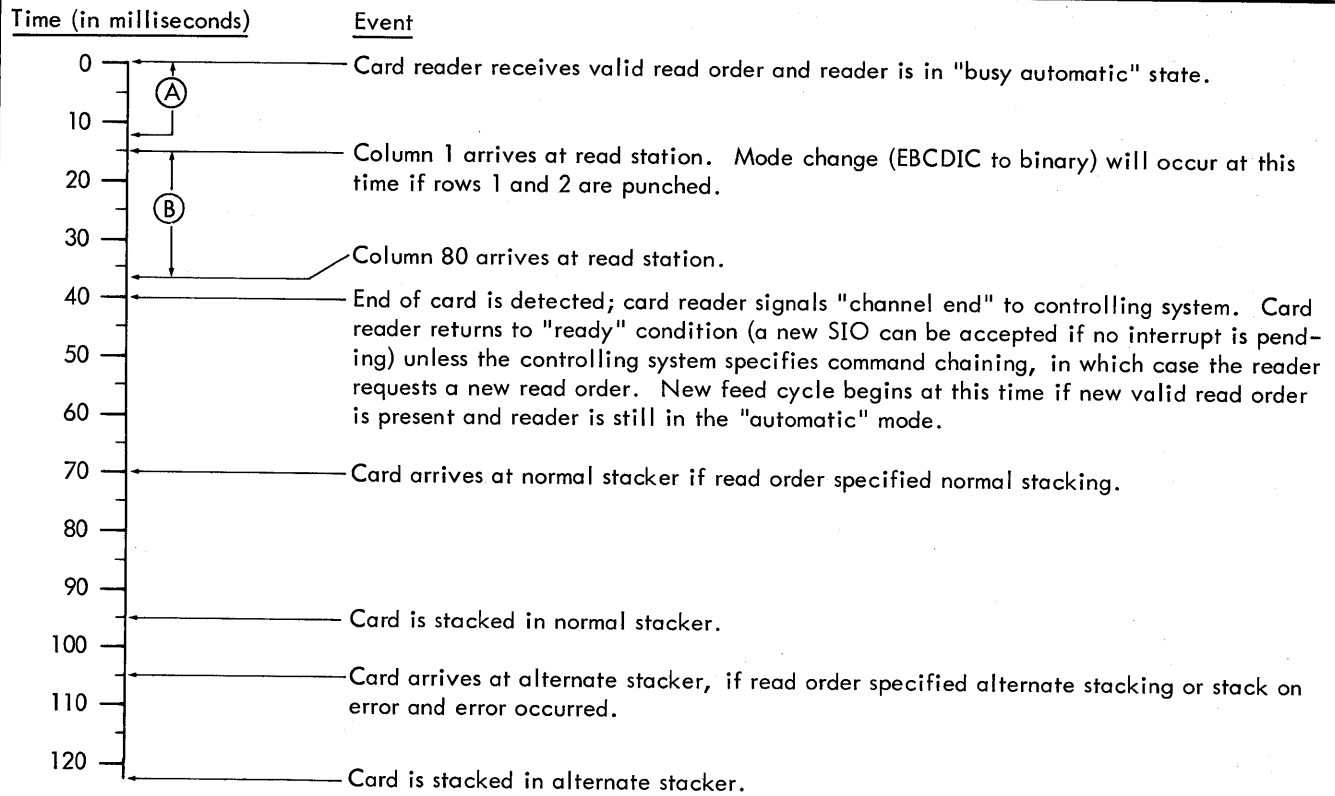 Time (in milliseconds) Event
0 Card reader receives valid read order and reader is in "busy automatic" state.
A
10
Column 1 arrives at read station. Mode change (EBCDIC to binary) will occur at this
20 time if rows 1 and 2 are punched.
B
30
Column 80 arrives at read station.
40 End of card is detected; card reader signals "channel end" to controlling system. Card
reader returns to "ready" condition (a new SIO can be accepted if no interrupt is pend-
50 ing) unless the controlling system specifies command chaining, in which case the reader
requests a new read order. New feed cycle begins at this time if new valid read order
60 is present and reader is still in the "automatic" mode.
70 Card arrives at normal stacker if read order specified normal stacking.
80
90
Card is stacked in normal stacker.
100
Card arrives at alternate stacker, if read order specified alternate stacking or stack on
110 error and error occurred.
120
Card is stacked in alternate stacker.